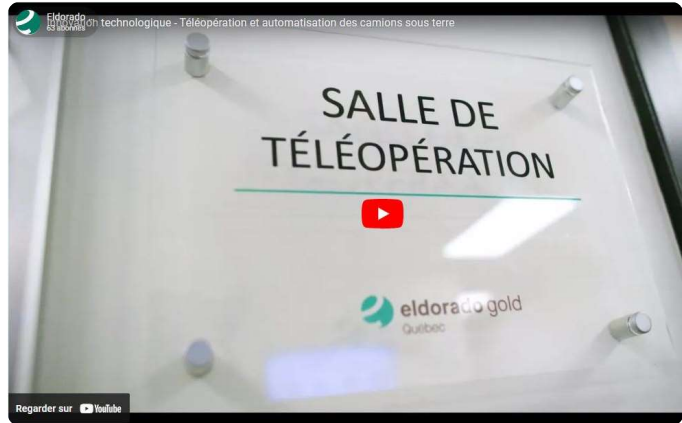 Eldorado
Innovation technologique - Téléopération et automatisation des camions sous terre
63 abonnés
SALLE DE
TÉLÉOPÉRATION
eldorado gold
Québec
Regarder sur YouTube